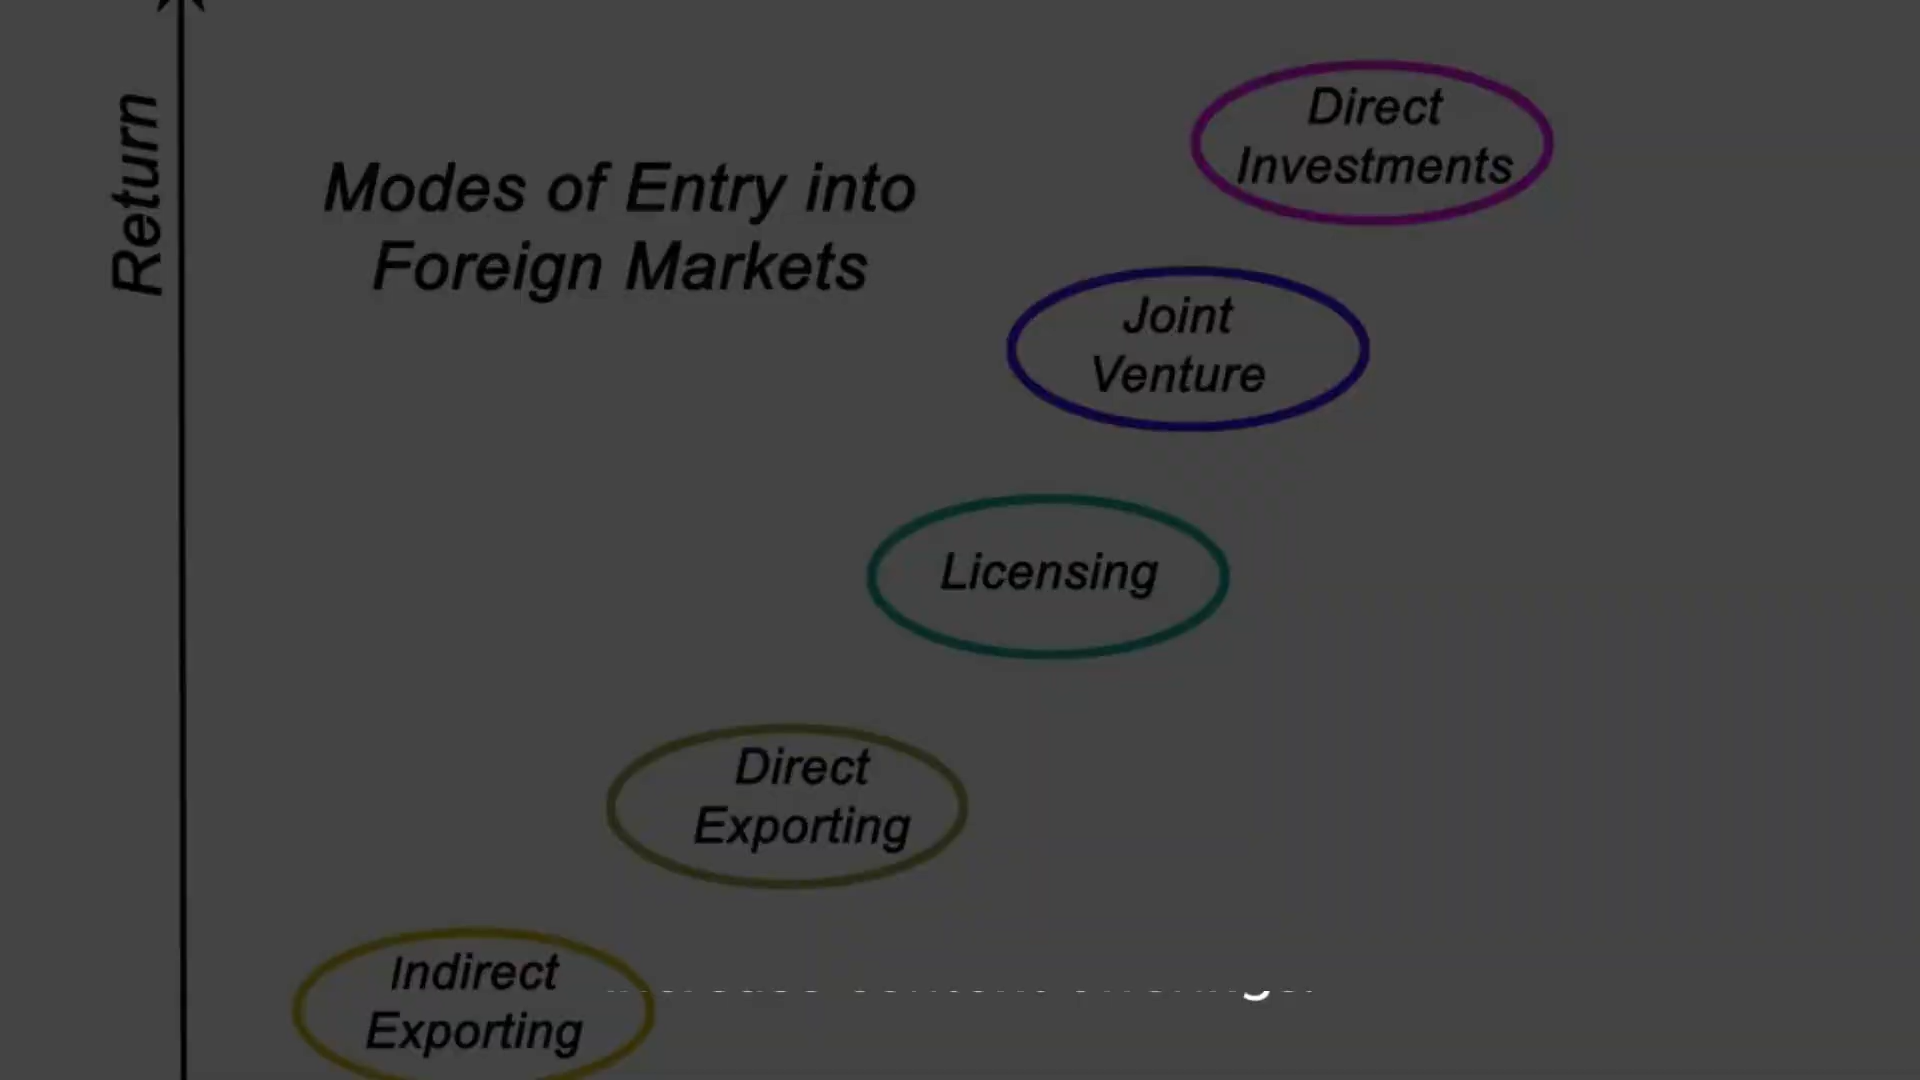 Return
Modes of Entry into
Foreign Markets
Direct
Investments
Joint
Venture
Licensing
Direct
Exporting
Indirect
Exporting